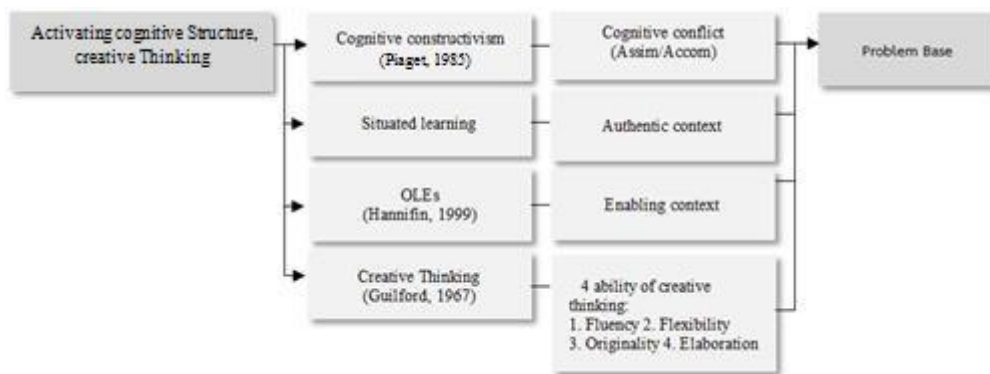 Activating cognitive Structure,
creative Thinking
Cognitive constructivism
(Piaget, 1985)
Cognitive conflict
(Assim/Accom)
Problem Base
Situated learning
Authentic context
OLEs
(Hannifin, 1999)
Enabling context
Creative Thinking
(Guilford, 1967)
4 ability of creative
thinking:
1. Fluency 2. Flexibility
3. Originality 4. Elaboration